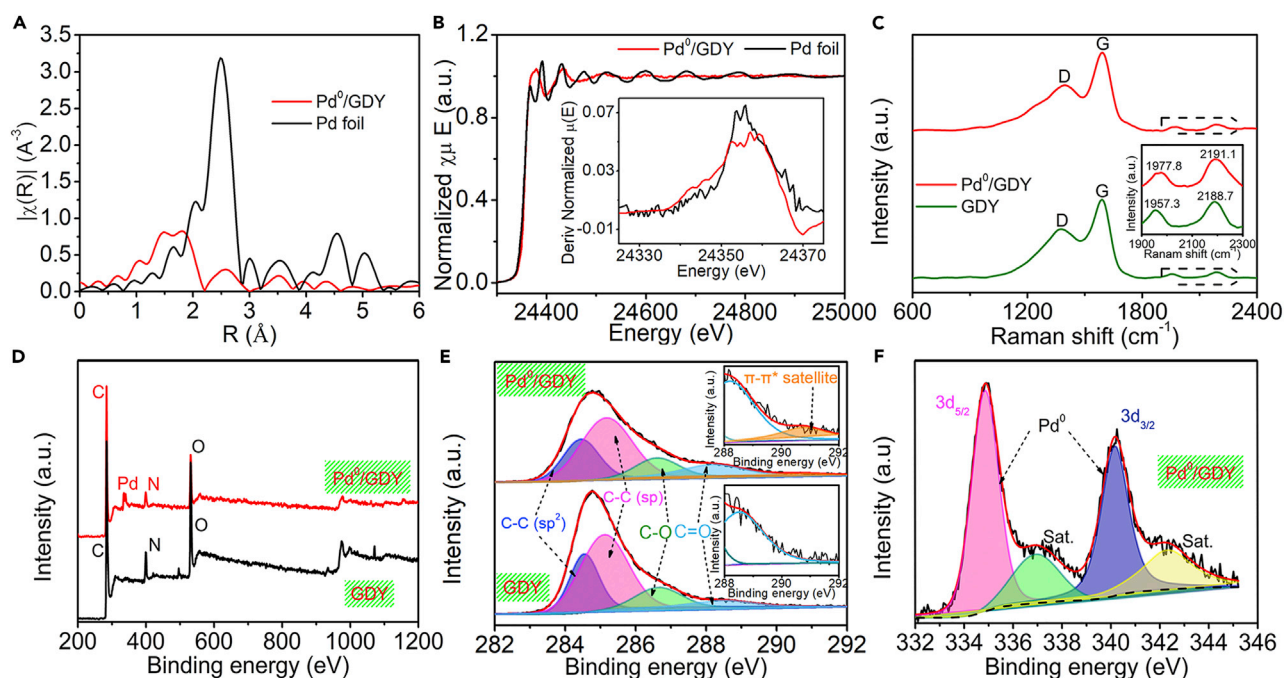 A
3.5
3.0
2.5
2.0
1.5
1.0
0.5
0
|χ(R)| (A⁻³)
Pd⁰/GDY
Pd foil
0 1 2 3 4 5 6
R (Å)
B
1.2
0.9
0.6
0.3
0.0
Normalized χμ E (a.u.)
Pd⁰/GDY
Pd foil
0.07
0.03
-0.01
Deriv Normalized μ(E)
24330 24350 24370
Energy (eV)
24400 24600 24800 25000
Energy (eV)
C
Intensity (a.u.)
D
G
Pd⁰/GDY
GDY
D
G
Intensity (a.u.)
1977.8
2191.1
1957.3
2188.7
1900 2100 2300
Raman shift (cm⁻¹)
600 1200 1800 2400
Raman shift (cm⁻¹)
D
Intensity (a.u.)
C
Pd
N
O
Pd⁰/GDY
C
N
O
GDY
200 400 600 800 1000 1200
Binding energy (eV)
E
Intensity (a.u.)
Pd⁰/GDY
π-π* satellite
Intensity (a.u.)
288 290 292
Binding energy (eV)
C-C (sp²)
C-C (sp)
C-O
C=O
GDY
Intensity (a.u.)
288 290 292
Binding energy (eV)
282 284 286 288 290 292
Binding energy (eV)
F
Intensity (a.u)
3d5/2
Pd⁰
3d3/2
Pd⁰/GDY
Sat.
Sat.
332 334 336 338 340 342 344 346
Binding energy (eV)